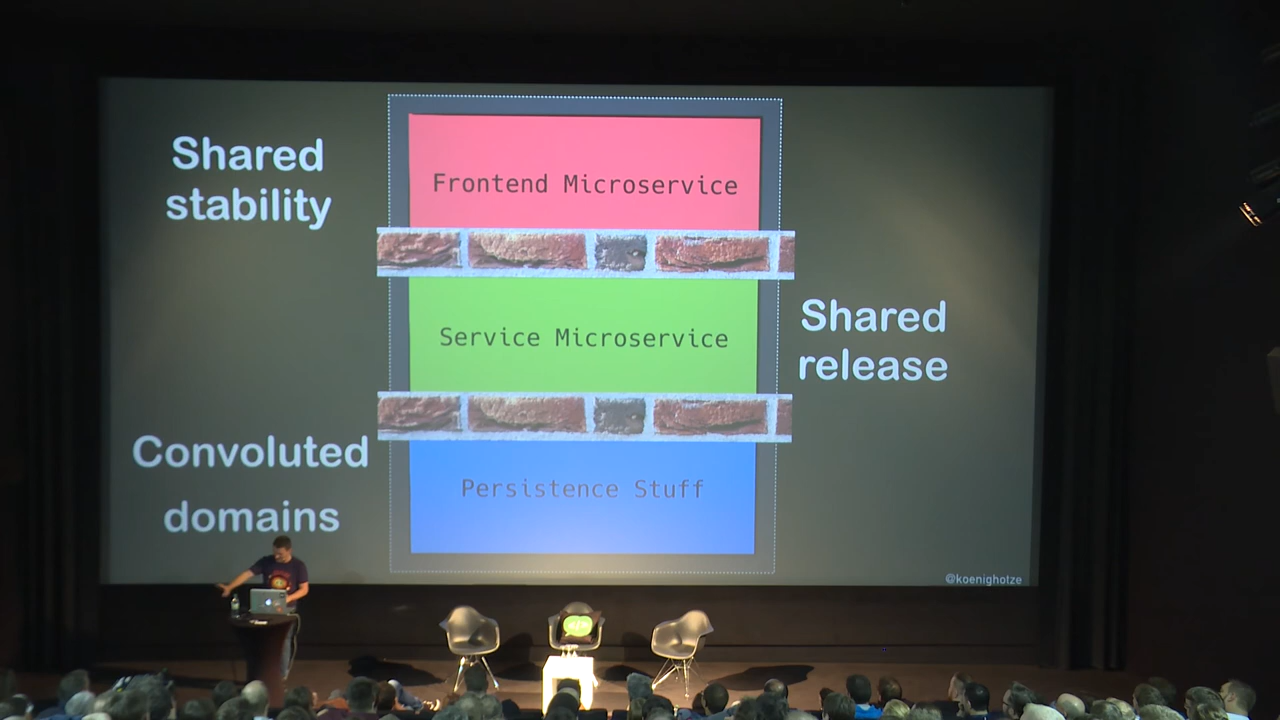 Shared
stability
Frontend Microservice
Service Microservice
Shared
release
Convoluted
domains
Persistence Stuff
@koenighotze